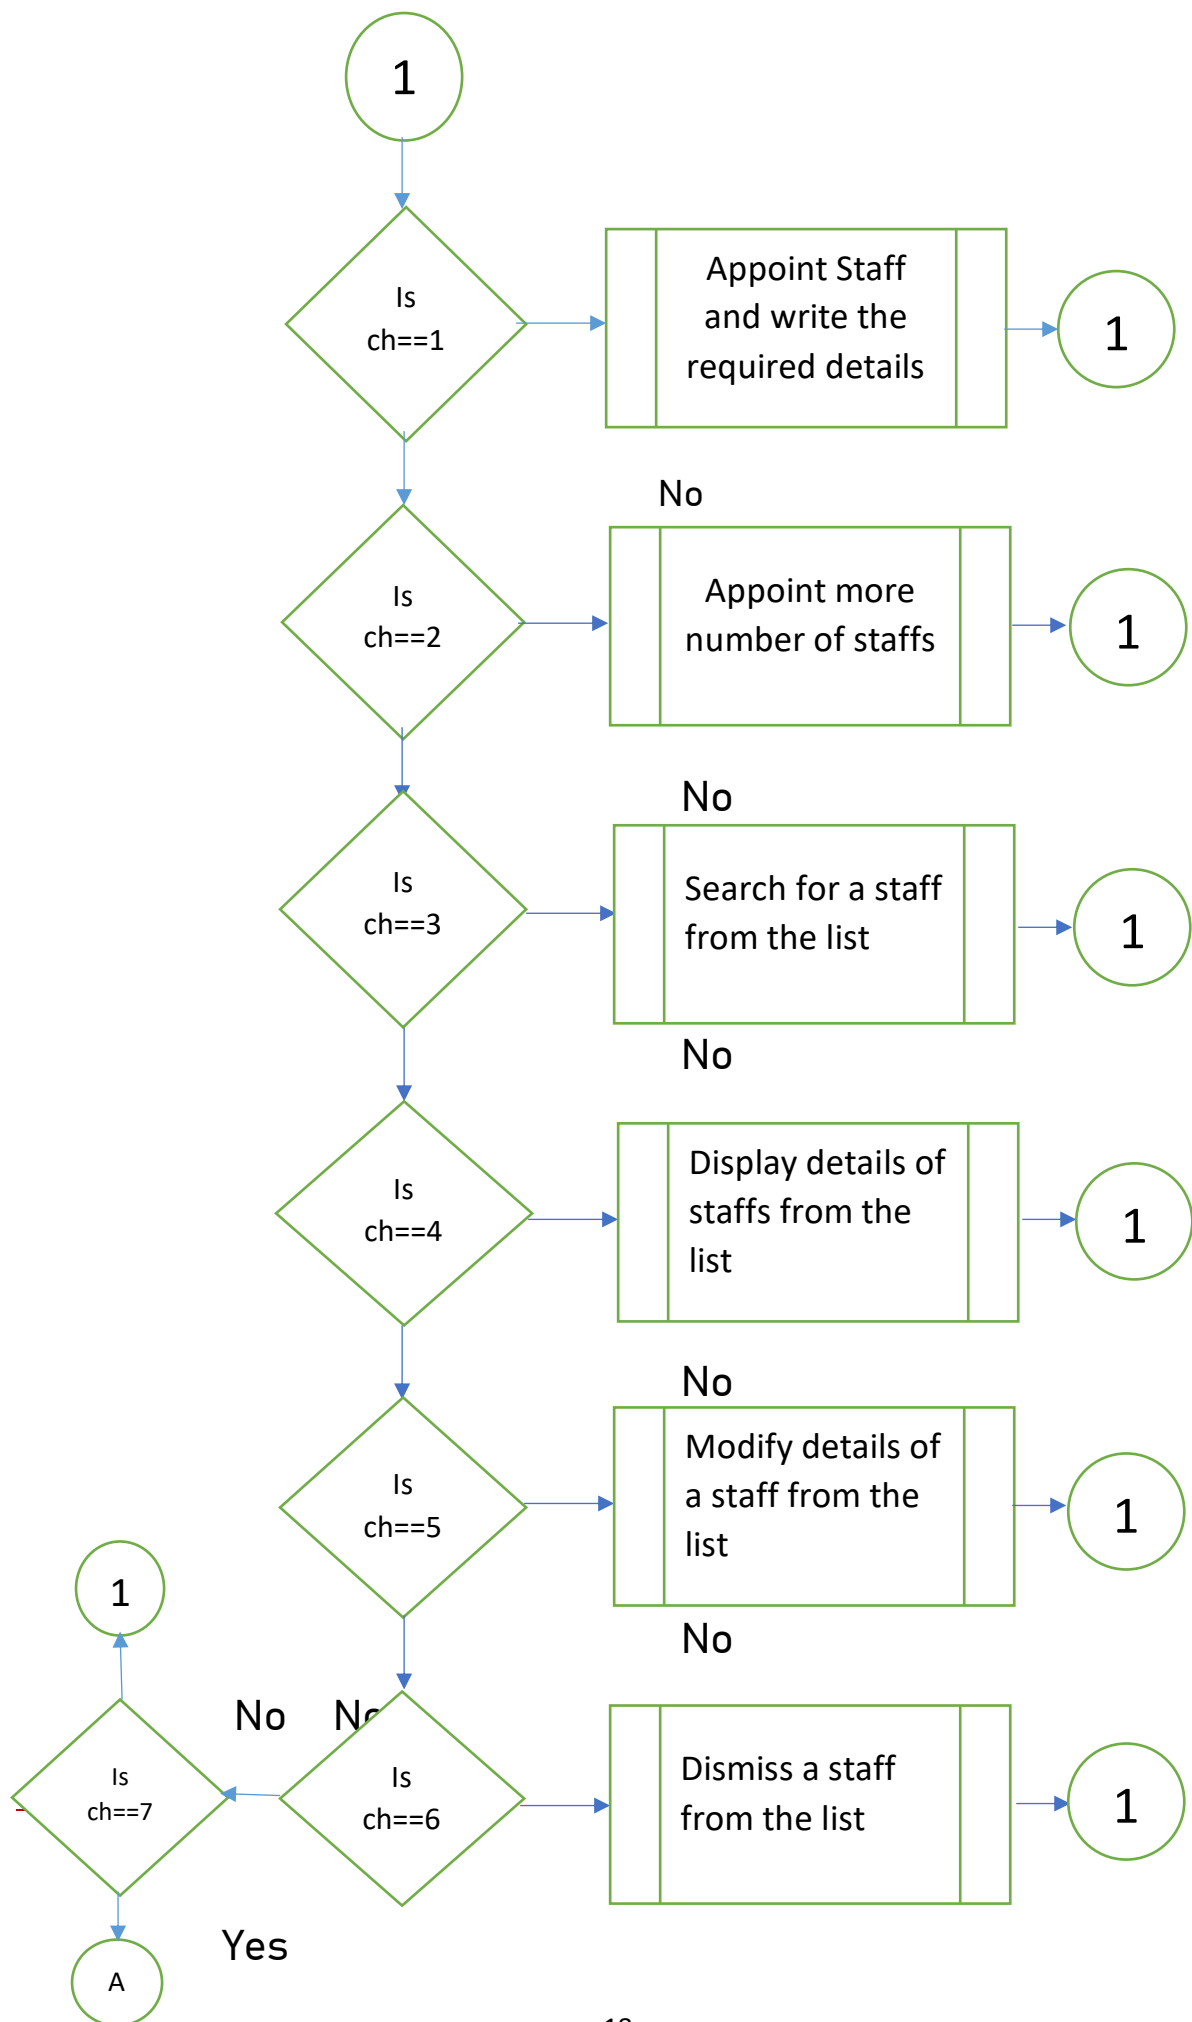 1
Is
ch==1
Appoint Staff
and write the
required details
1
No
Is
ch==2
Appoint more
number of staffs
1
No
Is
ch==3
Search for a staff
from the list
1
No
Is
ch==4
Display details of
staffs from the
list
1
No
Is
ch==5
Modify details of
a staff from the
list
1
1
No
No No
Is
ch==7
Is
ch==6
Dismiss a staff
from the list
1
Yes
A